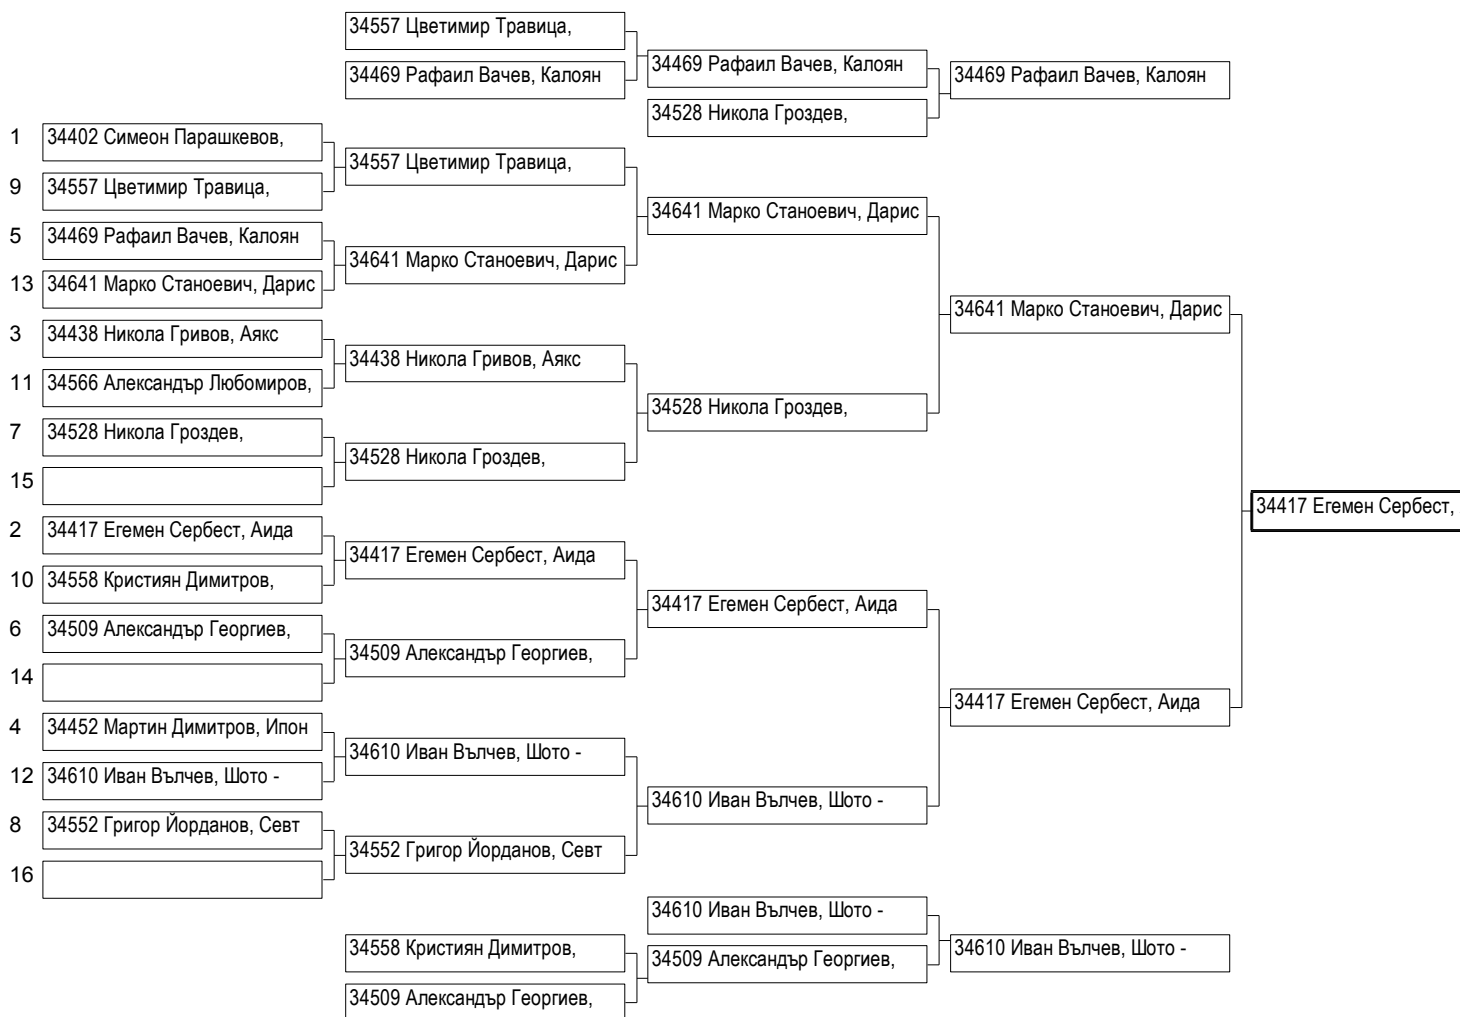 34557 Цветимир Травица,
34469 Рафаил Вачев, Калоян
34469 Рафаил Вачев, Калоян
34528 Никола Гроздев,
34469 Рафаил Вачев, Калоян
1 34402 Симеон Парашкевов,
9 34557 Цветимир Травица,
5 34469 Рафаил Вачев, Калоян
13 34641 Марко Станоевич, Дарис
3 34438 Никола Гривов, Аякс
11 34566 Александър Любомиров,
7 34528 Никола Гроздев,
15
2 34417 Егемен Сербест, Аида
10 34558 Кристиян Димитров,
6 34509 Александър Георгиев,
14
4 34452 Мартин Димитров, Ипон
12 34610 Иван Вълчев, Шото -
8 34552 Григор Йорданов, Севт
16
34557 Цветимир Травица,
34641 Марко Станоевич, Дарис
34438 Никола Гривов, Аякс
34528 Никола Гроздев,
34417 Егемен Сербест, Аида
34509 Александър Георгиев,
34610 Иван Вълчев, Шото -
34552 Григор Йорданов, Севт
34641 Марко Станоевич, Дарис
34528 Никола Гроздев,
34417 Егемен Сербест, Аида
34610 Иван Вълчев, Шото -
34641 Марко Станоевич, Дарис
34417 Егемен Сербест, Аида
34417 Егемен Сербест,
34558 Кристиян Димитров,
34509 Александър Георгиев,
34610 Иван Вълчев, Шото -
34509 Александър Георгиев,
34610 Иван Вълчев, Шото -